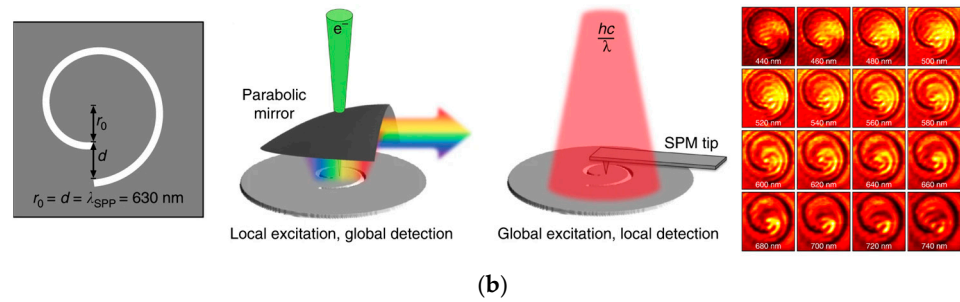 r₀
d
r₀ = d = λSPP = 630 nm
e⁻
Parabolic
mirror
Local excitation, global detection
hc
λ
SPM tip
Global excitation, local detection
440 nm 460 nm 480 nm 500 nm
520 nm 540 nm 560 nm 580 nm
600 nm 620 nm 640 nm 660 nm
680 nm 700 nm 720 nm 740 nm
(b)